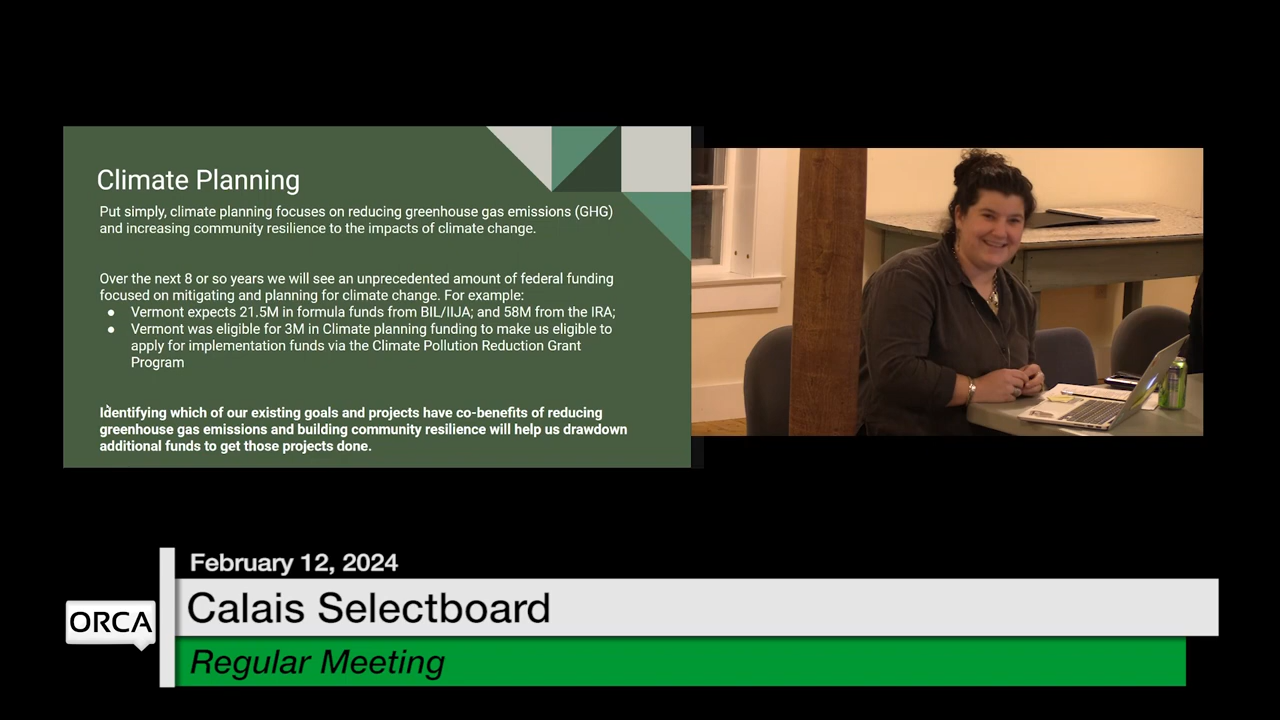 Climate Planning
Put simply, climate planning focuses on reducing greenhouse gas emissions (GHG)
and increasing community resilience to the impacts of climate change.
Over the next 8 or so years we will see an unprecedented amount of federal funding
focused on mitigating and planning for climate change. For example:
● Vermont expects 21.5M in formula funds from BIL/IIJA; and 58M from the IRA;
● Vermont was eligible for 3M in Climate planning funding to make us eligible to
apply for implementation funds via the Climate Pollution Reduction Grant
Program
Identifying which of our existing goals and projects have co-benefits of reducing
greenhouse gas emissions and building community resilience will help us drawdown
additional funds to get those projects done.
February 12, 2024
Calais Selectboard
ORCA
Regular Meeting